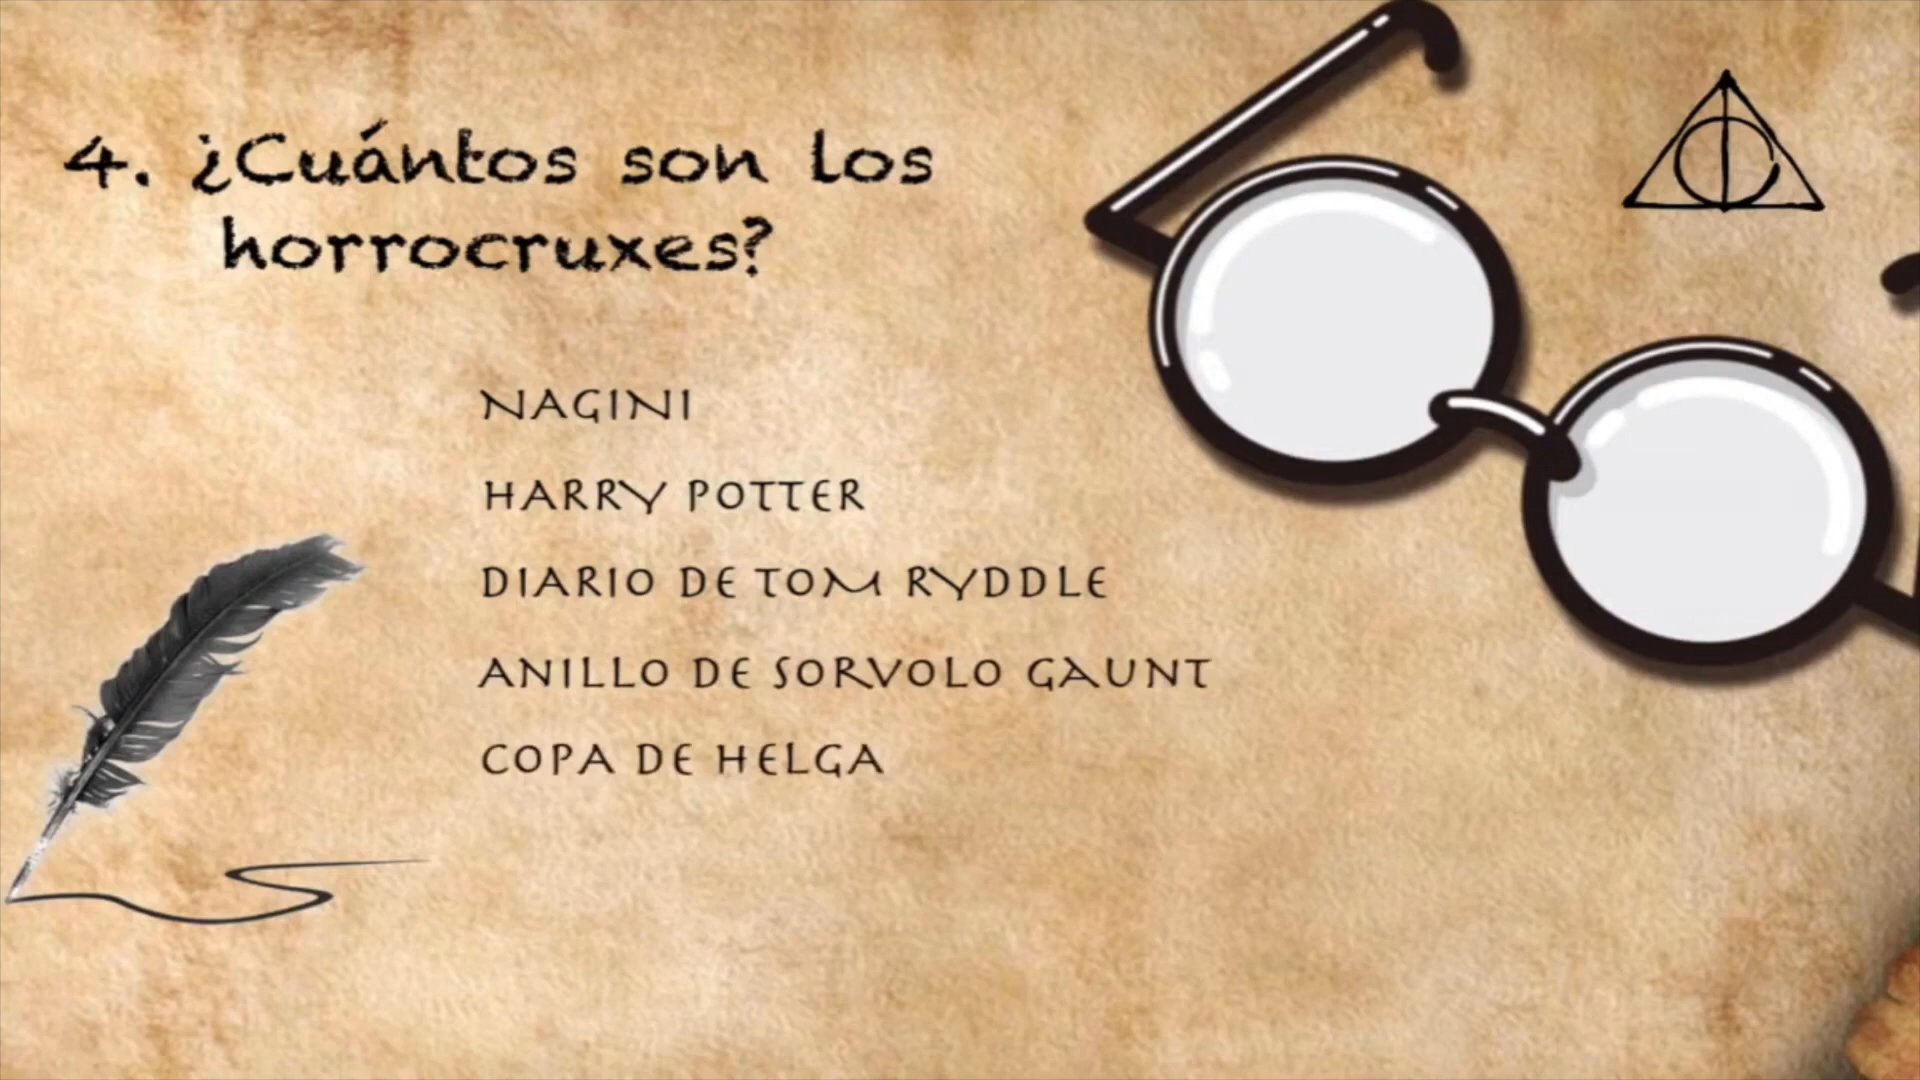 4. ¿Cuántos son los
horrocruxes?
NAGINI
HARRY POTTER
DIARIO DE TOM RYDDLE
ANILLO DE SORVOLO GAUNT
COPA DE HELGA